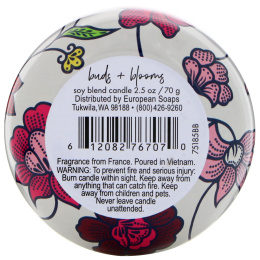 buds + blooms
soy blend candle 2.5 oz / 70 g
Distributed by European Soaps
Tukwila, WA 98188 • (800)426-9260
6 12082 76707 0
75185BB
Fragrance from France. Poured in Vietnam.
WARNING: To prevent fire and serious injury:
Burn candle within sight. Keep away from
anything that can catch fire. Keep
away from children and pets.
Never leave candle
unattended.